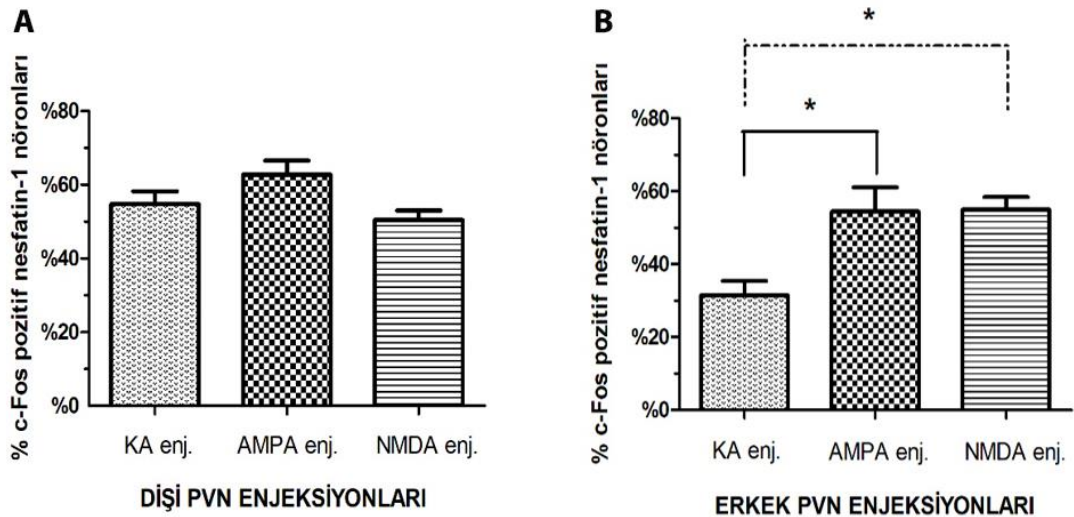 A
% c-Fos pozitif nesfatin-1 nöronları
%80
%60
%40
%20
%0
KA enj. AMPA enj. NMDA enj.
DİŞİ PVN ENJEKSİYONLARI
B
% c-Fos pozitif nesfatin-1 nöronları
*
*
%80
%60
%40
%20
%0
KA enj. AMPA enj. NMDA enj.
ERKEK PVN ENJEKSİYONLARI